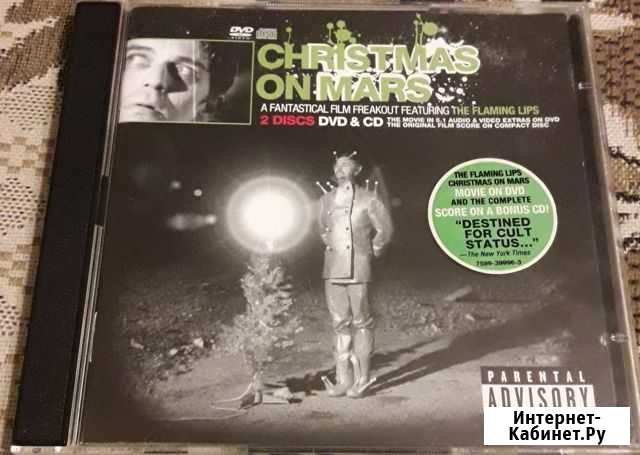 DVD
VIDEO
CHRISTMAS
ON MARS
A FANTASTICAL FILM FREAKOUT FEATURING THE FLAMING LIPS
2 DISCS DVD & CD THE MOVIE IN 5.1 AUDIO & VIDEO EXTRAS ON DVD
THE ORIGINAL FILM SCORE ON COMPACT DISC
THE FLAMING LIPS
CHRISTMAS ON MARS
MOVIE ON DVD
AND THE COMPLETE
SCORE ON A BONUS CD!
"DESTINED
FOR CULT
STATUS..."
—The New York Times
PARENTAL
ADVISORY
Интернет-
Кабинет.Ру